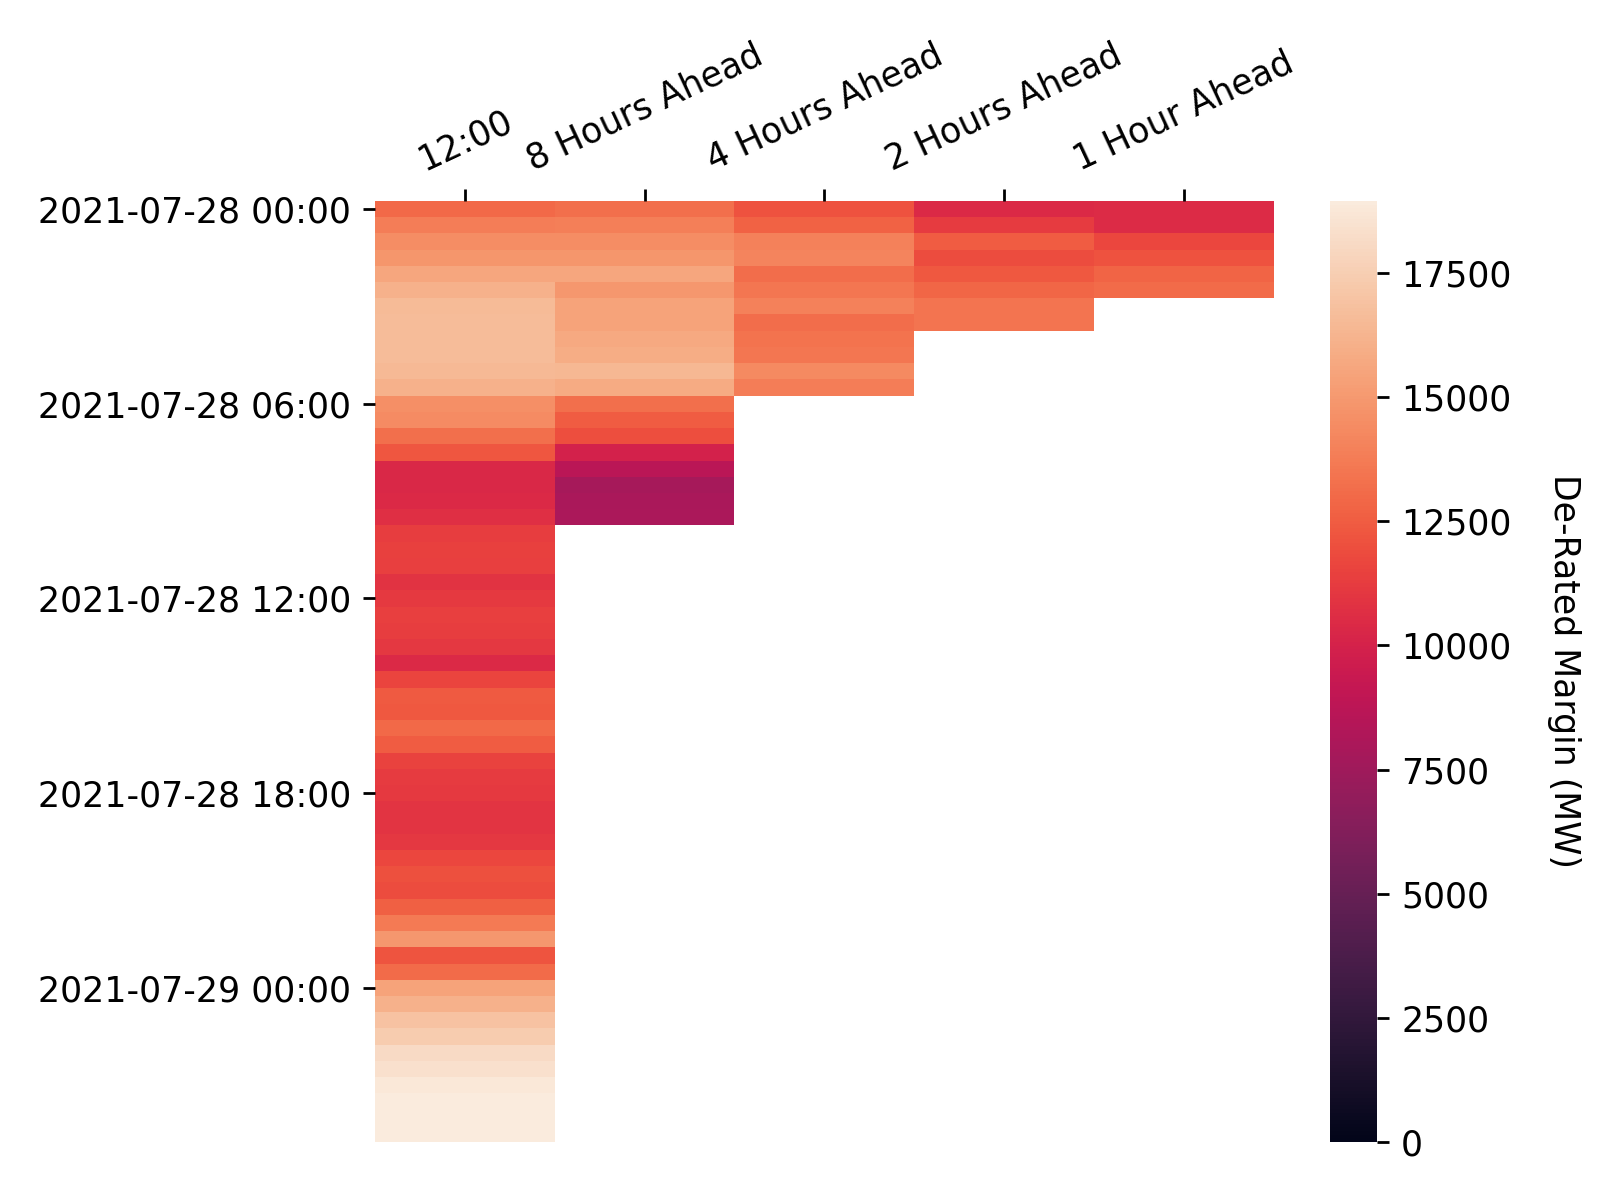 12:00
8 Hours Ahead
4 Hours Ahead
2 Hours Ahead
1 Hour Ahead
2021-07-28 00:00
2021-07-28 06:00
2021-07-28 12:00
2021-07-28 18:00
2021-07-29 00:00
17500
15000
12500
10000
7500
5000
2500
0
De-Rated Margin (MW)